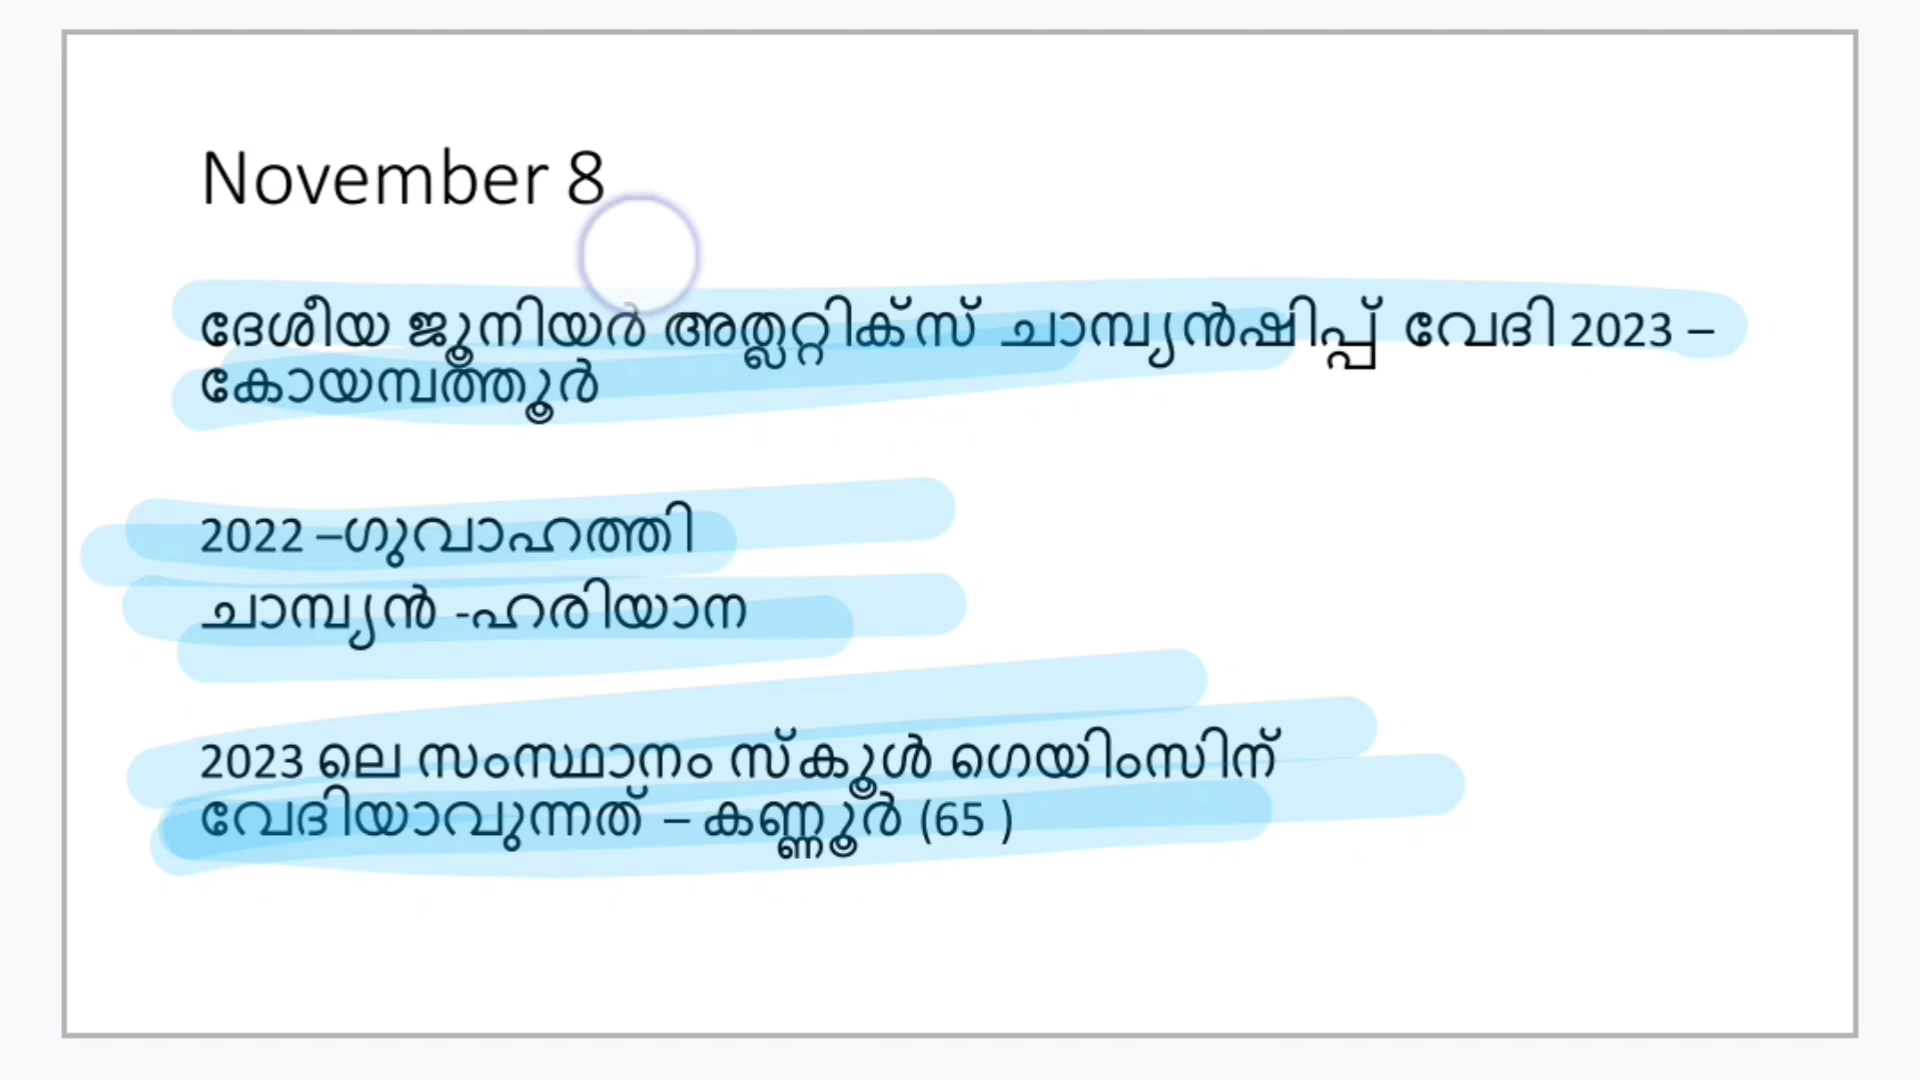 November 8
ദേശീയ ജൂനിയർ അത്ലറ്റിക്സ് ചാമ്പ്യൻഷിപ്പ് വേദി 2023 –
കോയമ്പത്തൂർ
2022 –ഗുവാഹത്തി
ചാമ്പ്യൻ -ഹരിയാന
2023 ലെ സംസ്ഥാനം സ്കൂൾ ഗെയിംസിന്
വേദിയാവുന്നത് – കണ്ണൂർ (65 )